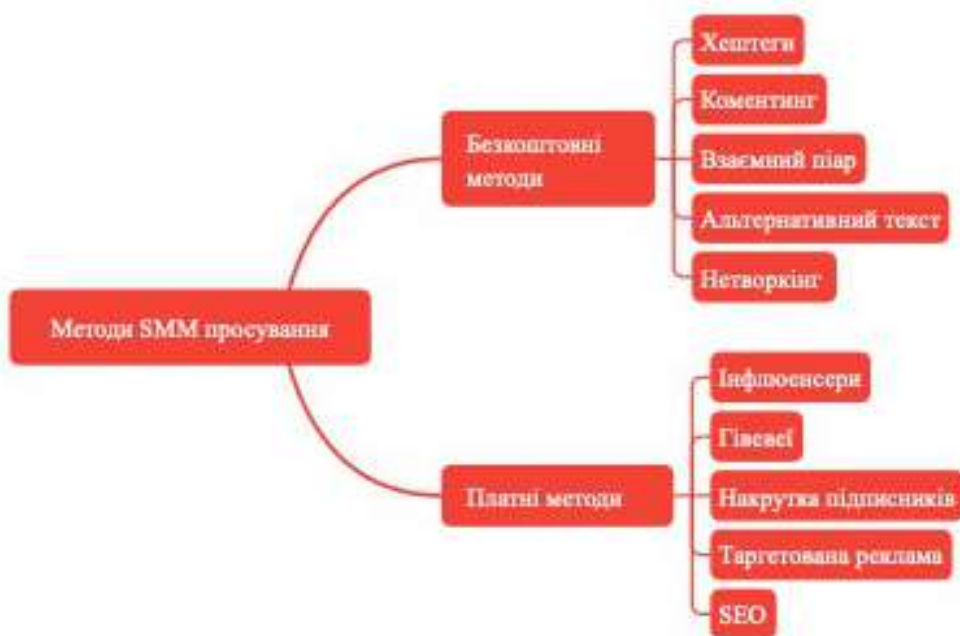 Методи SMM просування
Безкоштовні
методи
Хештеги
Коментинг
Взаємний піар
Альтернативний текст
Нетворкінг
Платні методи
Інфлюенсери
Гівевеї
Накрутка підписників
Таргетована реклама
SEO